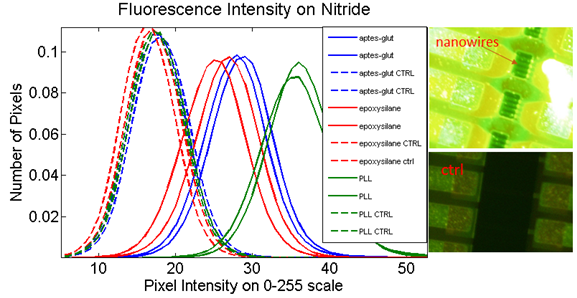 Fluorescence Intensity on Nitride
Number of Pixels
0.1
0.08
0.06
0.04
0.02
10
20
30
40
50
Pixel Intensity on 0-255 scale
aptes-glut
aptes-glut
aptes-glut CTRL
aptes-glut CTRL
epoxysilane
epoxysilane
epoxysilane CTRL
epoxysilane ctrl
PLL
PLL
PLL CTRL
PLL CTRL
nanowires
ctrl